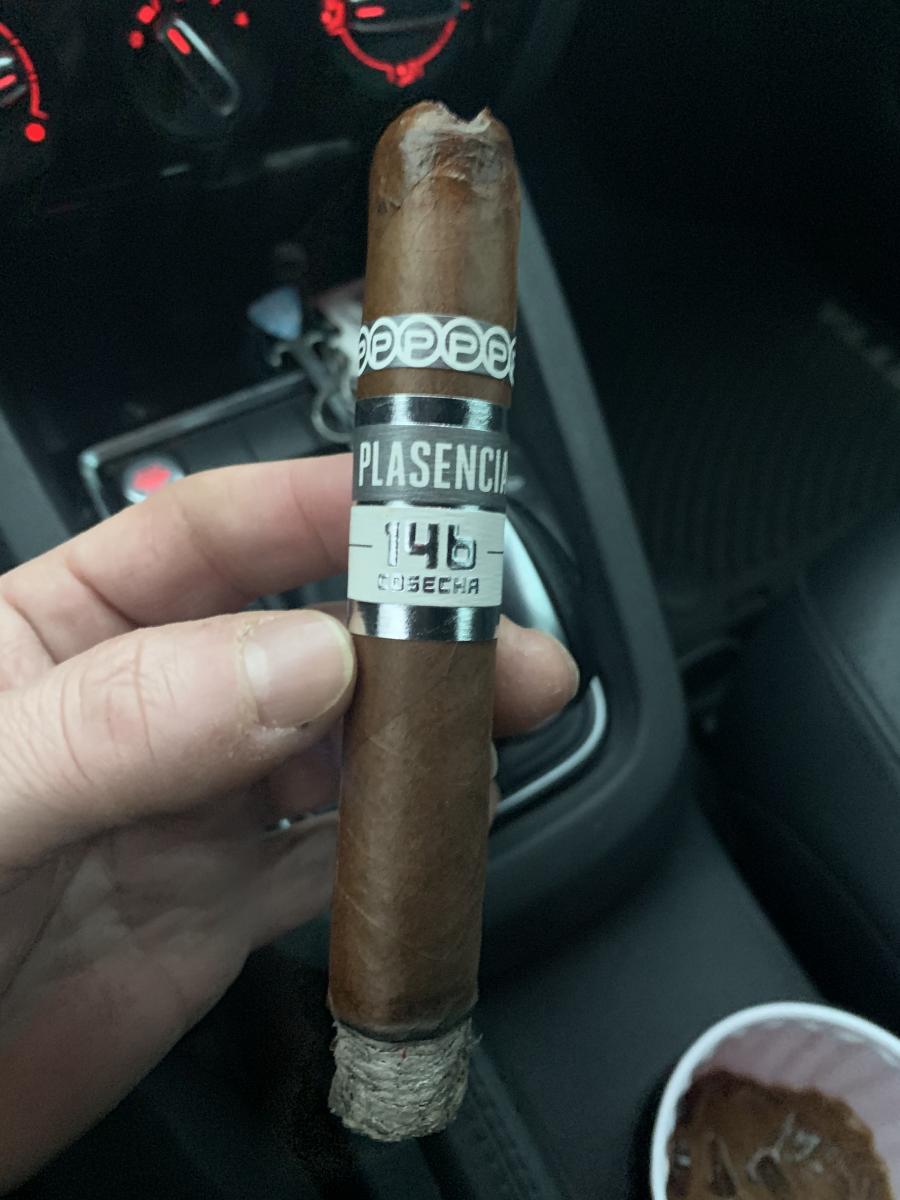 PPPPP
PLASENCIA
146
COSECHA